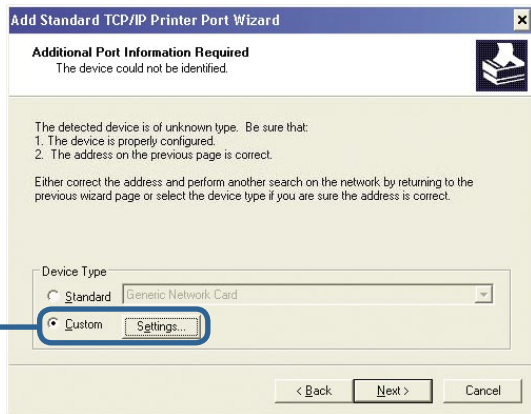 Add Standard TCP/IP Printer Port Wizard
Additional Port Information Required
The device could not be identified.
The detected device is of unknown type. Be sure that:
1. The device is properly configured.
2. The address on the previous page is correct.
Either correct the address and perform another search on the network by returning to the
previous wizard page or select the device type if you are sure the address is correct.
Device Type
Standard Generic Network Card
Custom Settings...
< Back Next > Cancel